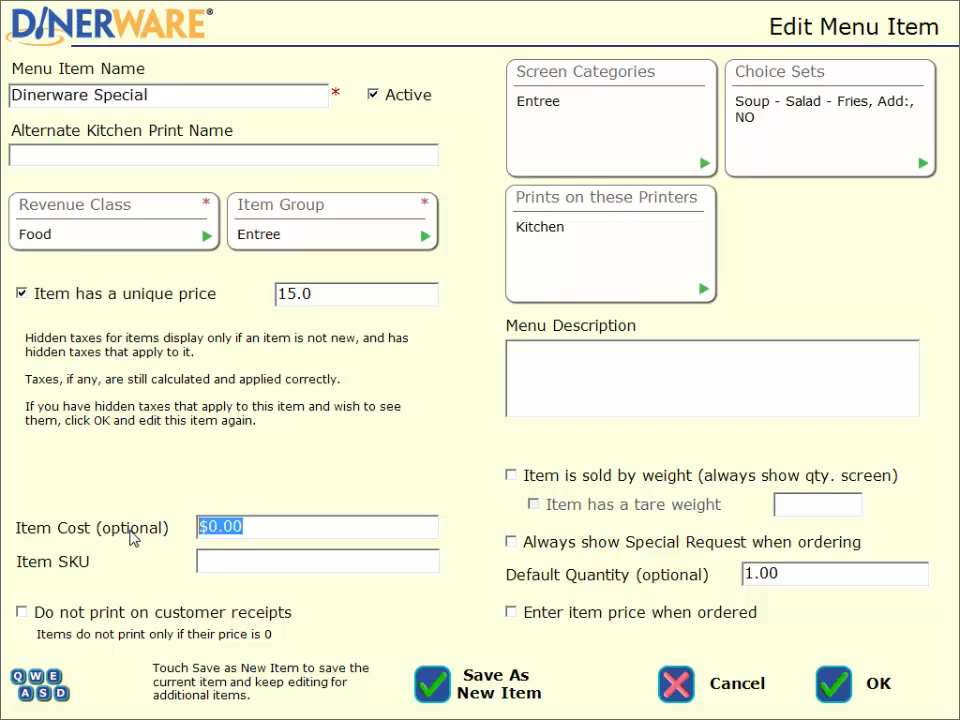 DINERWARE®
Edit Menu Item
Menu Item Name
Dinerware Special
*
Active
Alternate Kitchen Print Name
Revenue Class *
Food
Item Group *
Entree
Item has a unique price
15.0
Hidden taxes for items display only if an item is not new, and has
hidden taxes that apply to it.
Taxes, if any, are still calculated and applied correctly.
If you have hidden taxes that apply to this item and wish to see
them, click OK and edit this item again.
Item Cost (optional)
$0.00
Item SKU
Do not print on customer receipts
Items do not print only if their price is 0
Screen Categories
Entree
Choice Sets
Soup - Salad - Fries, Add:,
NO
Prints on these Printers
Kitchen
Menu Description
Item is sold by weight (always show qty. screen)
Item has a tare weight
Always show Special Request when ordering
Default Quantity (optional)
1.00
Enter item price when ordered
Q W E
A S D
Touch Save as New Item to save the
current item and keep editing for
additional items.
Save As
New Item
Cancel
OK